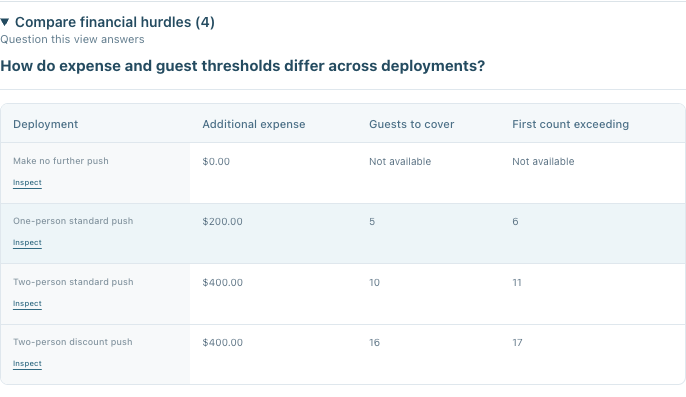 ▼ Compare financial hurdles (4)
Question this view answers
How do expense and guest thresholds differ across deployments?
Deployment Additional expense Guests to cover First count exceeding
Make no further push $0.00 Not available Not available
Inspect
One-person standard push $200.00 5 6
Inspect
Two-person standard push $400.00 10 11
Inspect
Two-person discount push $400.00 16 17
Inspect